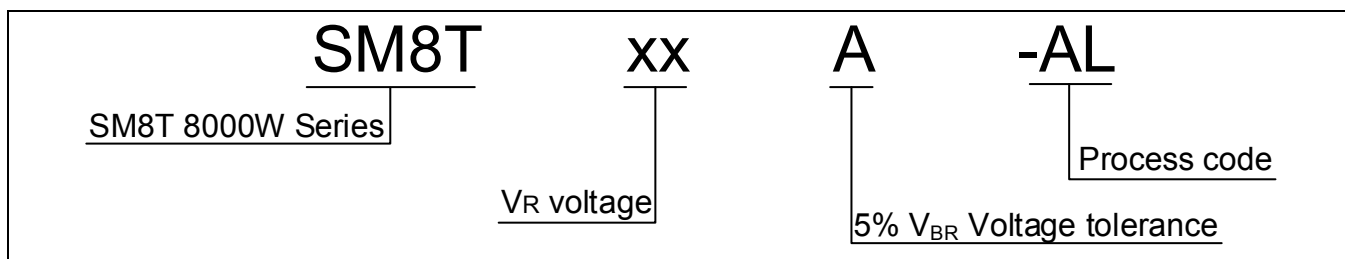 SM8T xx A -AL
SM8T 8000W Series
Process code
VR voltage
5% VBR Voltage tolerance